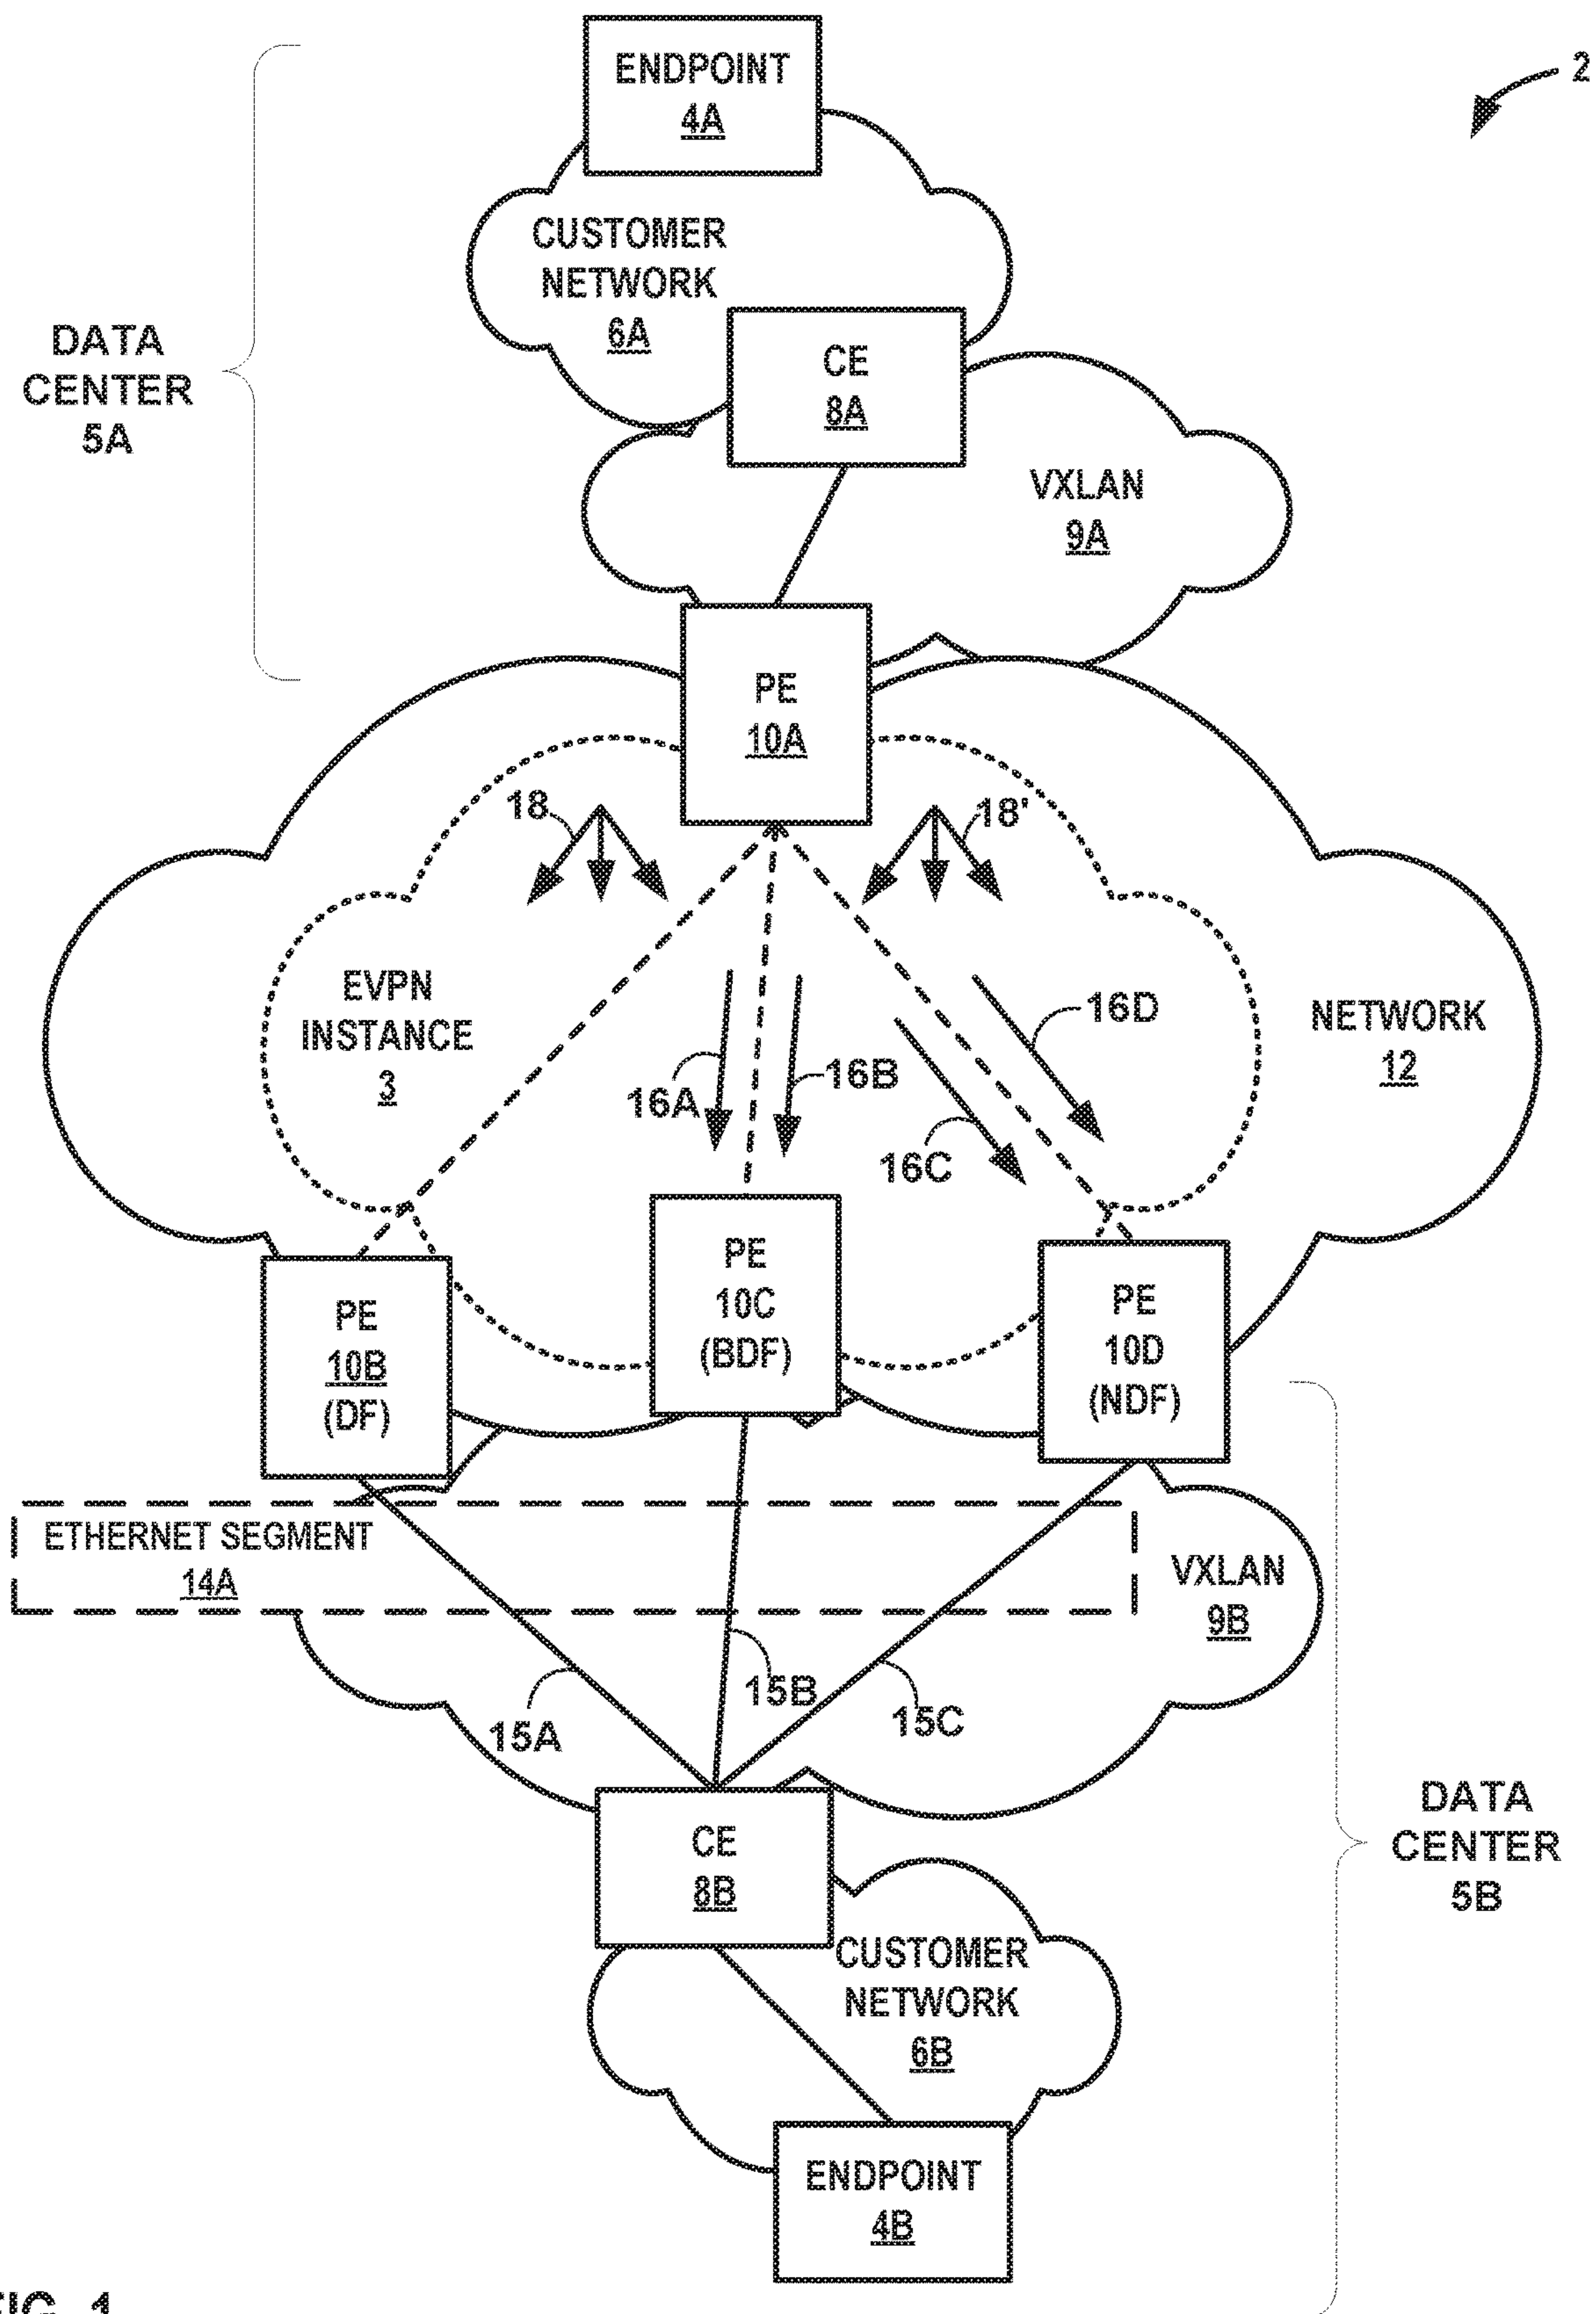 2
ENDPOINT
4A
CUSTOMER
NETWORK
6A
DATA
CENTER
5A
CE
8A
VXLAN
9A
PE
10A
18
18'
EVPN
INSTANCE
3
16A
16B
16C
16D
NETWORK
12
PE
10B
(DF)
PE
10C
(BDF)
PE
10D
(NDF)
ETHERNET SEGMENT
14A
VXLAN
9B
15A
15B
15C
CE
8B
DATA
CENTER
5B
CUSTOMER
NETWORK
6B
ENDPOINT
4B
FIG. 1